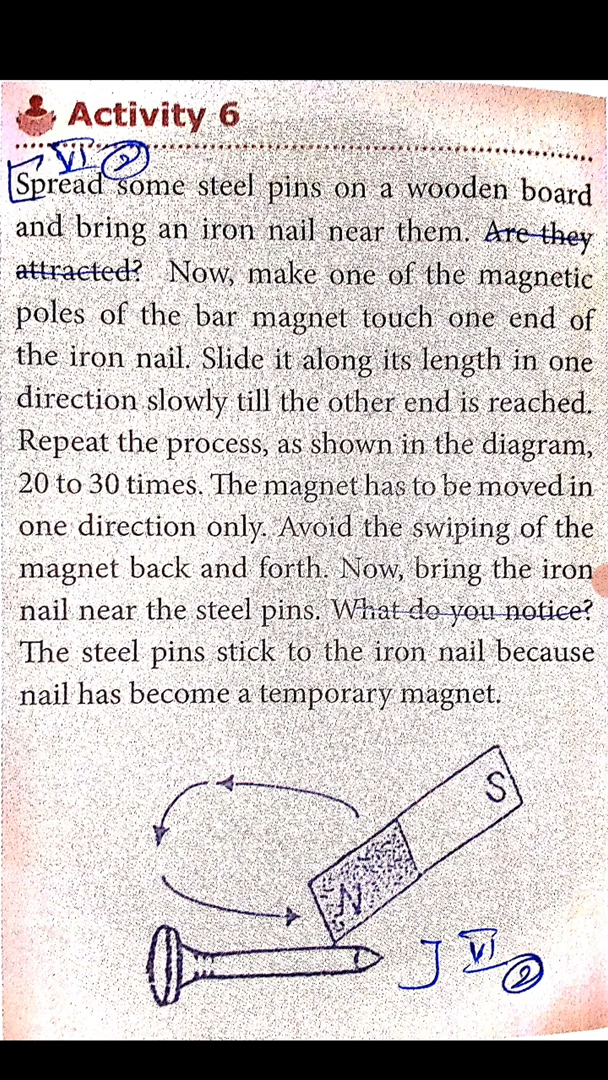 Activity 6
VI 2
Spread some steel pins on a wooden board
and bring an iron nail near them. Are they
attracted? Now, make one of the magnetic
poles of the bar magnet touch one end of
the iron nail. Slide it along its length in one
direction slowly till the other end is reached.
Repeat the process, as shown in the diagram,
20 to 30 times. The magnet has to be moved in
one direction only. Avoid the swiping of the
magnet back and forth. Now, bring the iron
nail near the steel pins. What do you notice?
The steel pins stick to the iron nail because
nail has become a temporary magnet.
S
N
VI 2